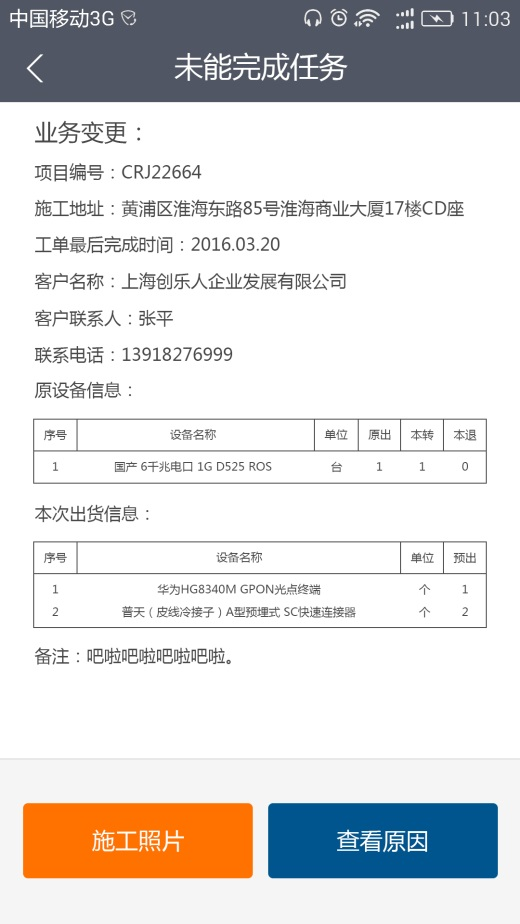 中国移动3G 11:03
未能完成任务
业务变更：
项目编号：CRJ22664
施工地址：黄浦区淮海东路85号淮海商业大厦17楼CD座
工单最后完成时间：2016.03.20
客户名称：上海创乐人企业发展有限公司
客户联系人：张平
联系电话：13918276999
原设备信息：
序号 设备名称 单位 原出 本转 本退
1 国产 6千兆电口 1G D525 ROS 台 1 1 0
本次出货信息：
序号 设备名称 单位 预出
1 华为HG8340M GPON光点终端 个 1
2 普天（皮线冷接子）A型预埋式 SC快速连接器 个 2
备注：吧啦吧啦吧啦吧啦。
施工照片 查看原因